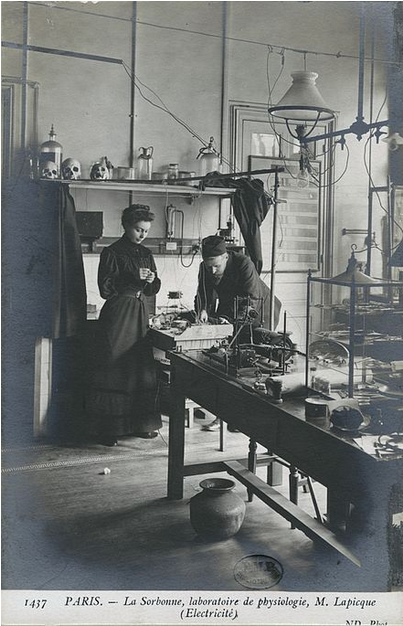 1437 PARIS. — La Sorbonne, laboratoire de physiologie, M. Lapicque
(Electricité)
ND. Phot